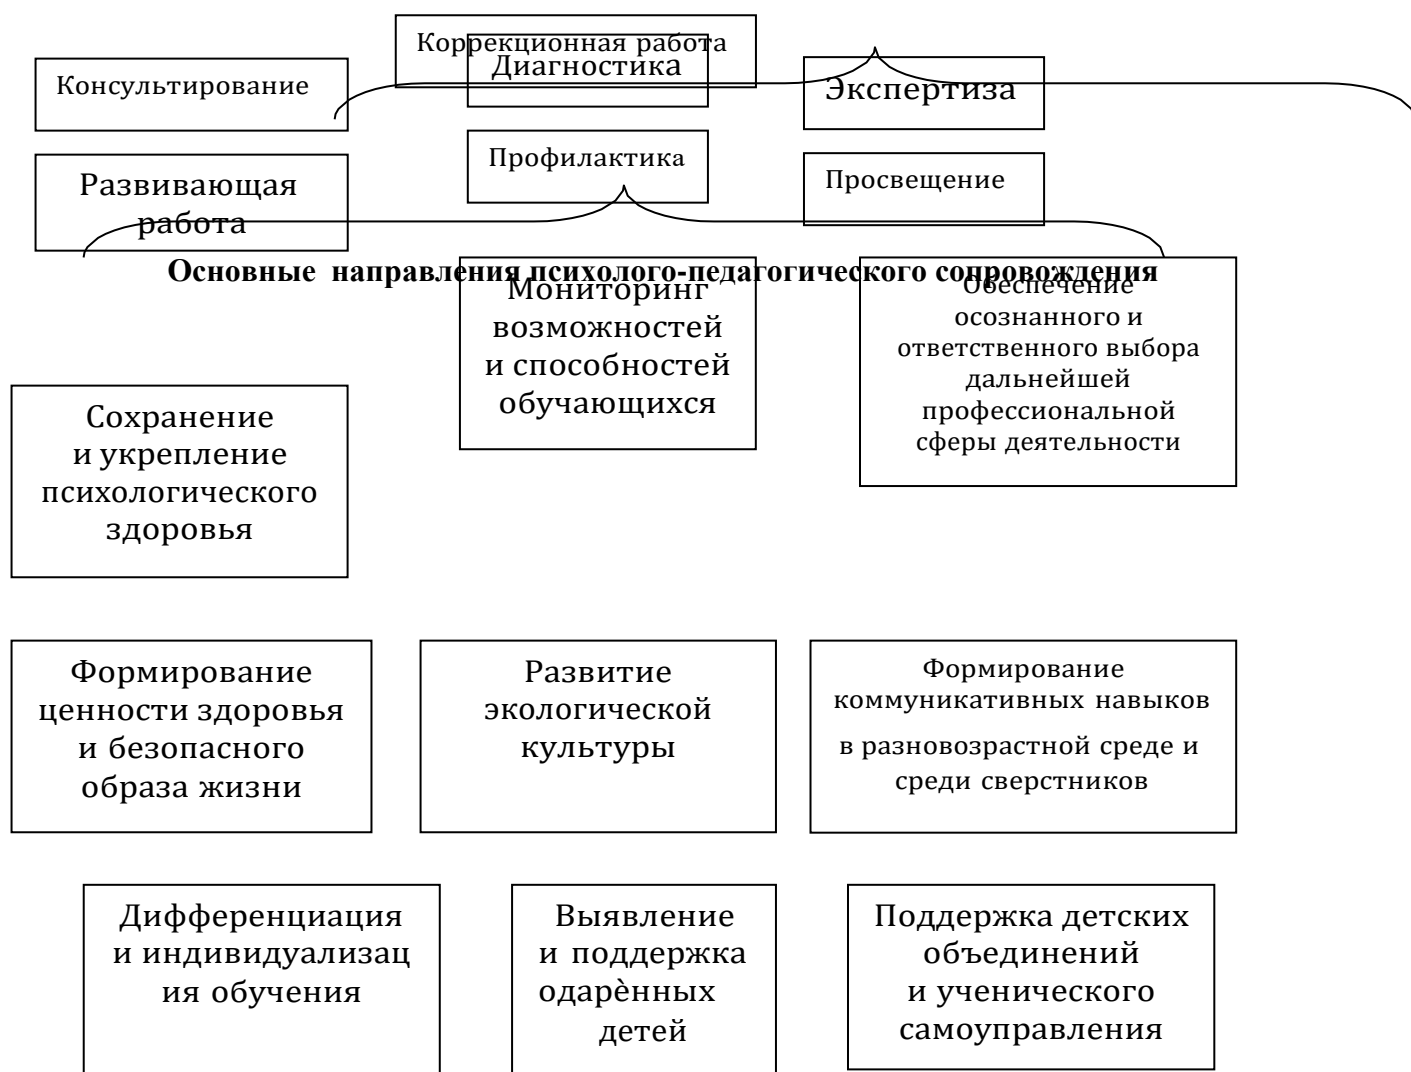 Коррекционная работа
Диагностика
Консультирование
Экспертиза
Профилактика
Развивающая
работа
Просвещение
Основные направления психолого-педагогического сопровождения
Мониторинг
возможностей
и способностей
обучающихся
Обеспечение
осознанного и
ответственного выбора
дальнейшей
профессиональной
сферы деятельности
Сохранение
и укрепление
психологического
здоровья
Формирование
ценности здоровья
и безопасного
образа жизни
Развитие
экологической
культуры
Формирование
коммуникативных навыков
в разновозрастной среде и
среди сверстников
Дифференциация
и индивидуализац
ия обучения
Выявление
и поддержка
одарѐнных
детей
Поддержка детских
объединений
и ученического
самоуправления